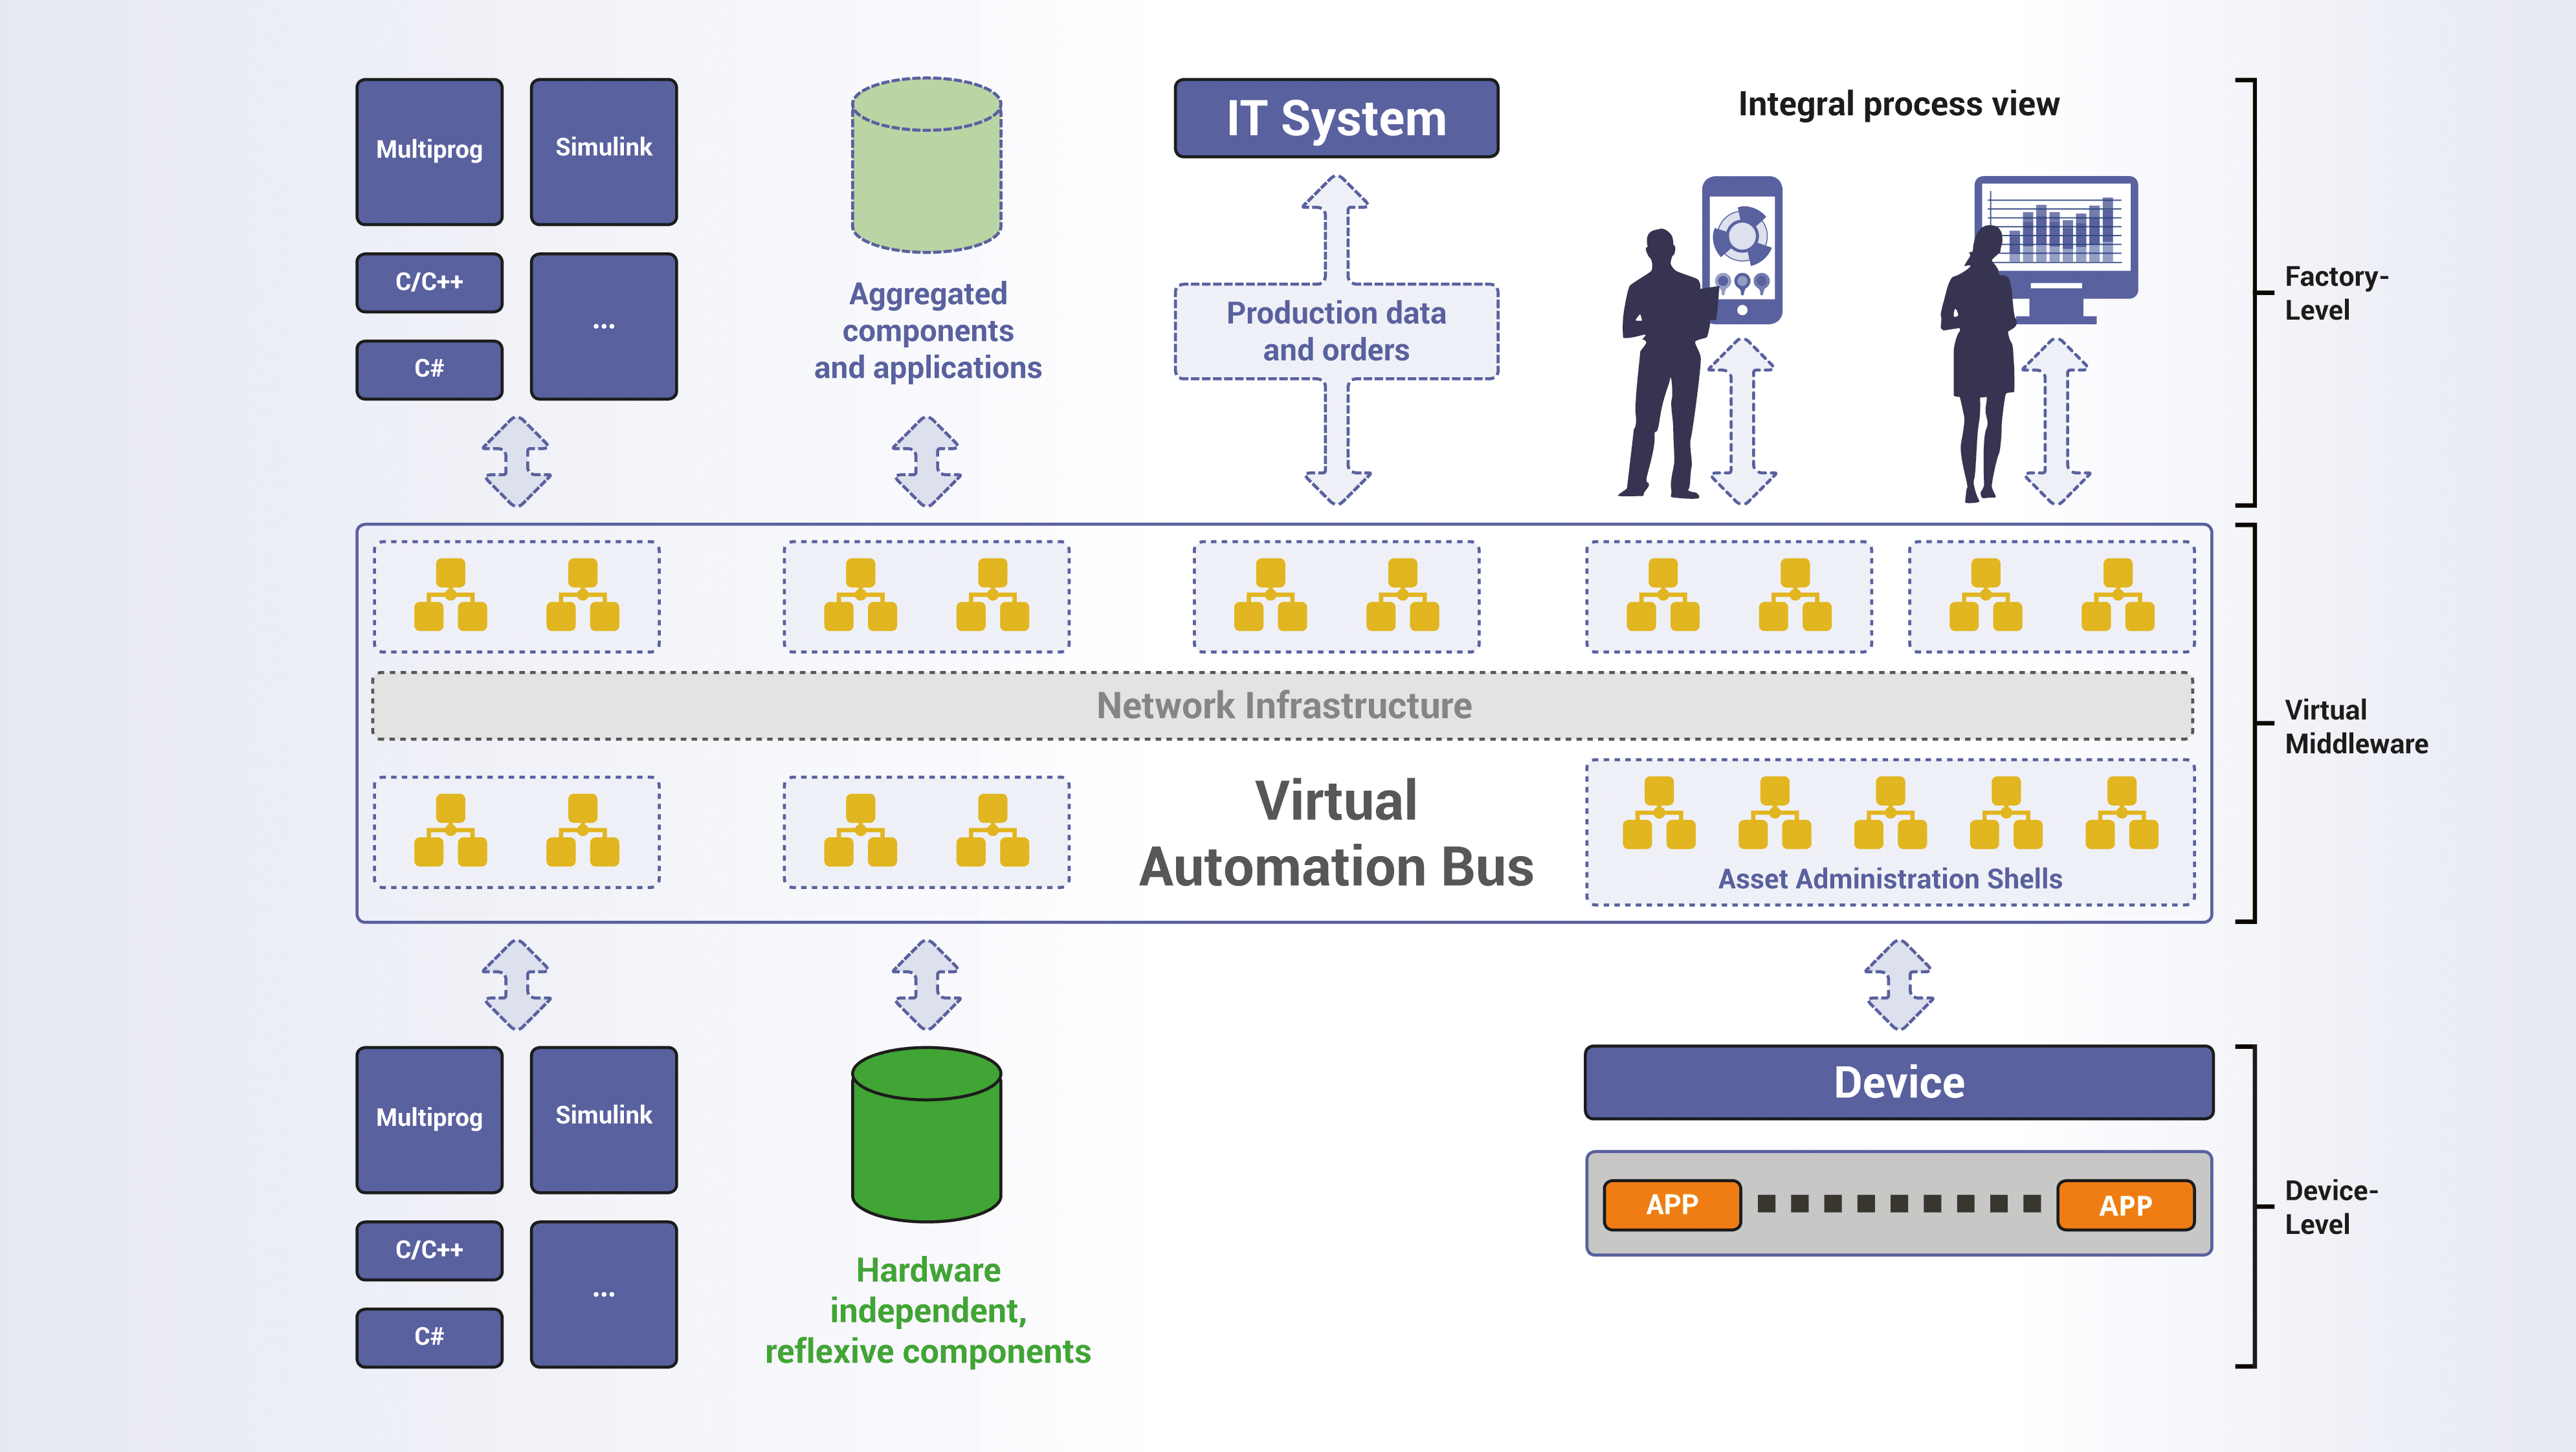 Multiprog
Simulink
C/C++
...
C#
Aggregated
components
and applications
IT System
Production data
and orders
Integral process view
Factory-
Level
Network Infrastructure
Virtual
Automation Bus
Asset Administration Shells
Virtual
Middleware
Multiprog
Simulink
C/C++
...
C#
Hardware
independent,
reflexive components
Device
APP
APP
Device-
Level